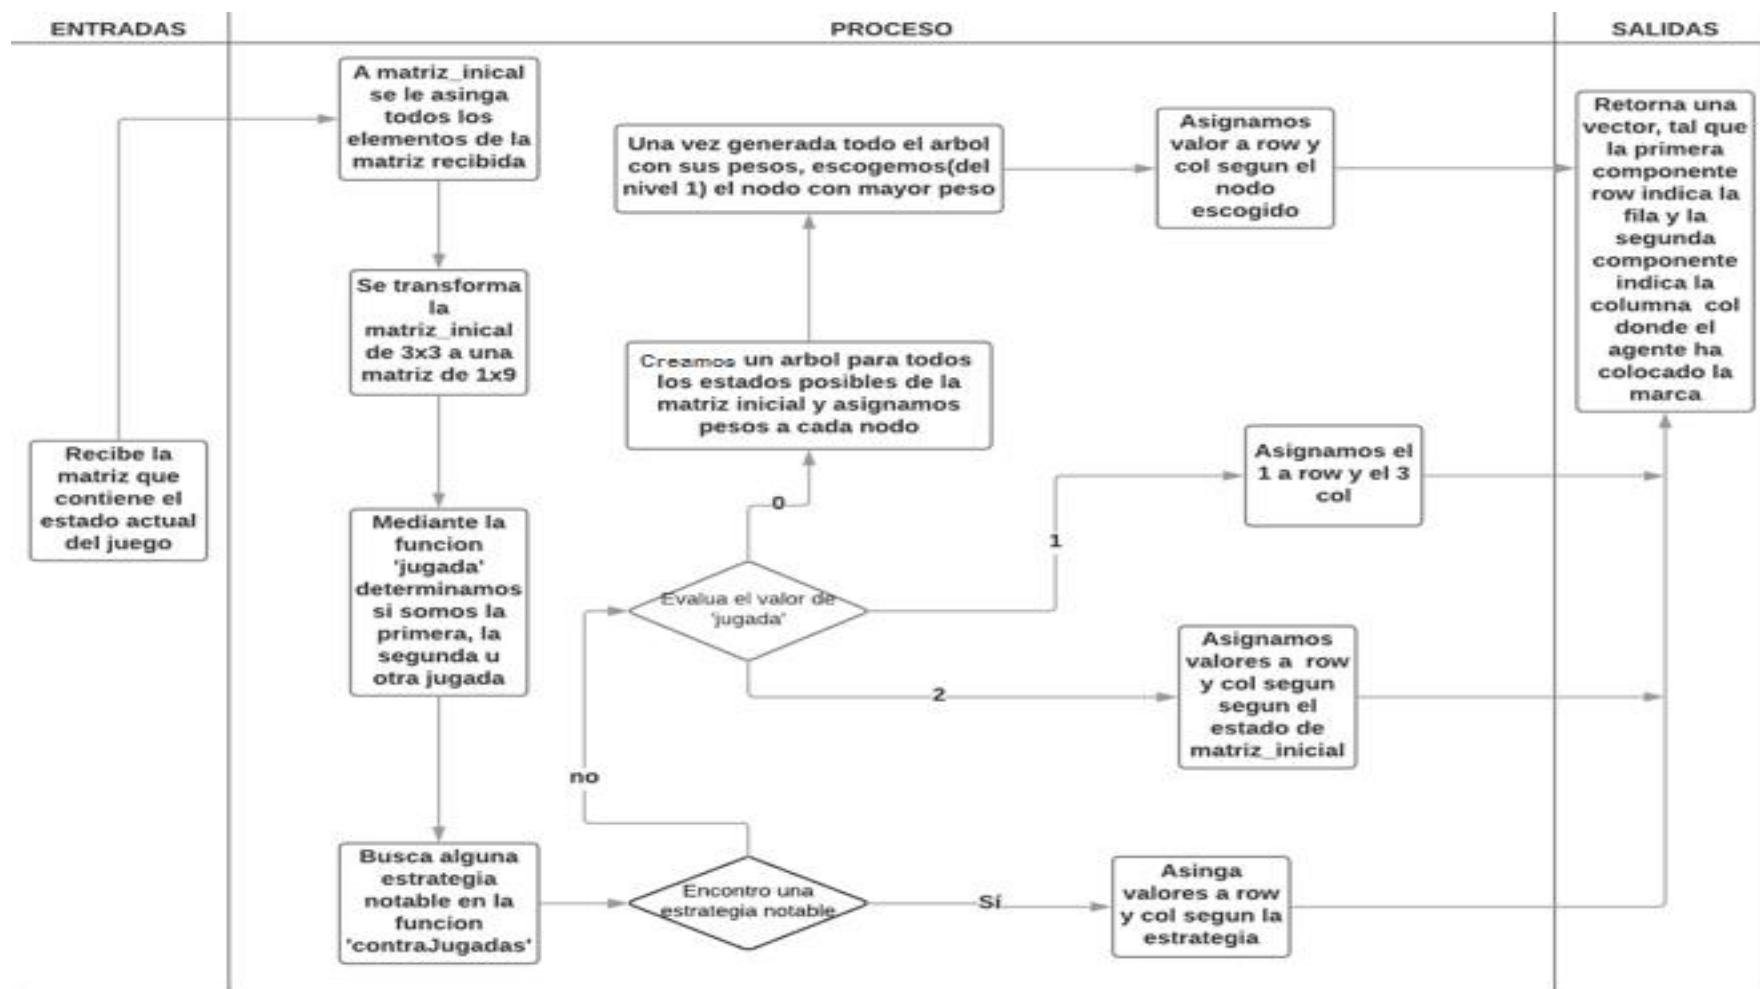 ENTRADAS
PROCESO
SALIDAS
Recibe la
matriz que
contiene el
estado actual
del juego
A matriz_inical
se le asinga
todos los
elementos de la
matriz recibida
Se transforma
la
matriz_inical
de 3x3 a una
matriz de 1x9
Mediante la
funcion
'jugada'
determinamos
si somos la
primera, la
segunda u
otra jugada
Busca alguna
estrategia
notable en la
funcion
'contraJugadas'
Encontro una
estrategia notable
no
Sí
Asinga
valores a row
y col segun la
estrategia
Evalua el valor de
'jugada'
0
1
2
Creamos un arbol para todos
los estados posibles de la
matriz inicial y asignamos
pesos a cada nodo
Una vez generada todo el arbol
con sus pesos, escogemos(del
nivel 1) el nodo con mayor peso
Asignamos
valor a row y
col segun el
nodo
escogido
Asignamos el
1 a row y el 3
col
Asignamos
valores a row
y col segun
segun el
estado de
matriz_inicial
Retorna una
vector, tal que
la primera
componente
row indica la
fila y la
segunda
componente
indica la
columna col
donde el
agente ha
colocado la
marca